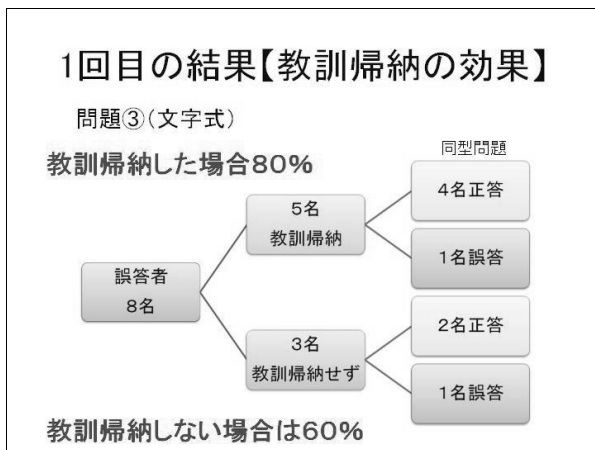 1回目の結果【教訓帰納の効果】
問題③(文字式)
同型問題
教訓帰納した場合80%
4名正答
5名
教訓帰納
1名誤答
誤答者
8名
2名正答
3名
教訓帰納せず
1名誤答
教訓帰納しない場合は60%